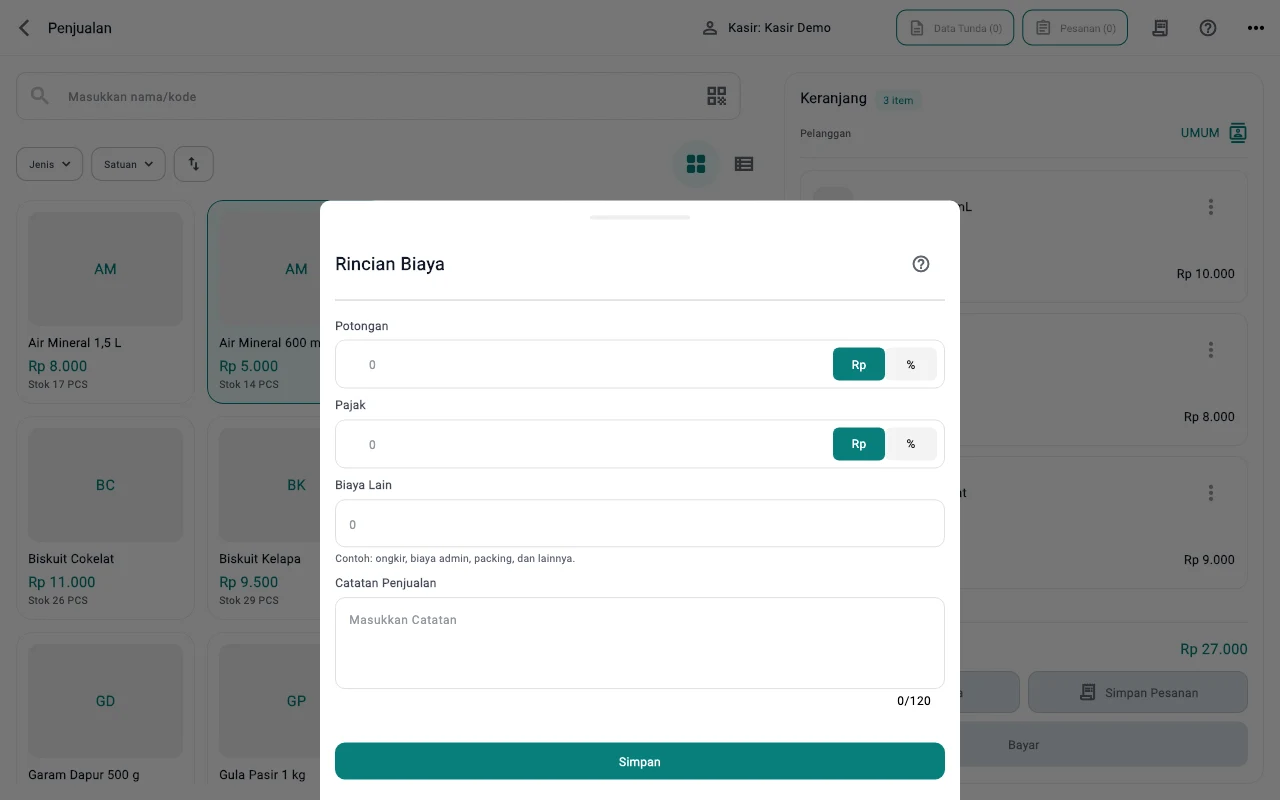 Penjualan
Kasir: Kasir Demo
Data Tunda (0)
Pesanan (0)
Masukkan nama/kode
Jenis
Satuan
AM
Air Mineral 1,5 L
Rp 8.000
Stok 17 PCS
AM
Air Mineral 600 m
Rp 5.000
Stok 14 PCS
BC
Biskuit Cokelat
Rp 11.000
Stok 26 PCS
BK
Biskuit Kelapa
Rp 9.500
Stok 29 PCS
GD
Garam Dapur 500 g
GP
Gula Pasir 1 kg
Keranjang
3 item
Pelanggan
UMUM
nL
Rp 10.000
Rp 8.000
at
Rp 9.000
Rp 27.000
a
Simpan Pesanan
Bayar
Rincian Biaya
Potongan
0
Rp
%
Pajak
0
Rp
%
Biaya Lain
0
Contoh: ongkir, biaya admin, packing, dan lainnya.
Catatan Penjualan
Masukkan Catatan
0/120
Simpan